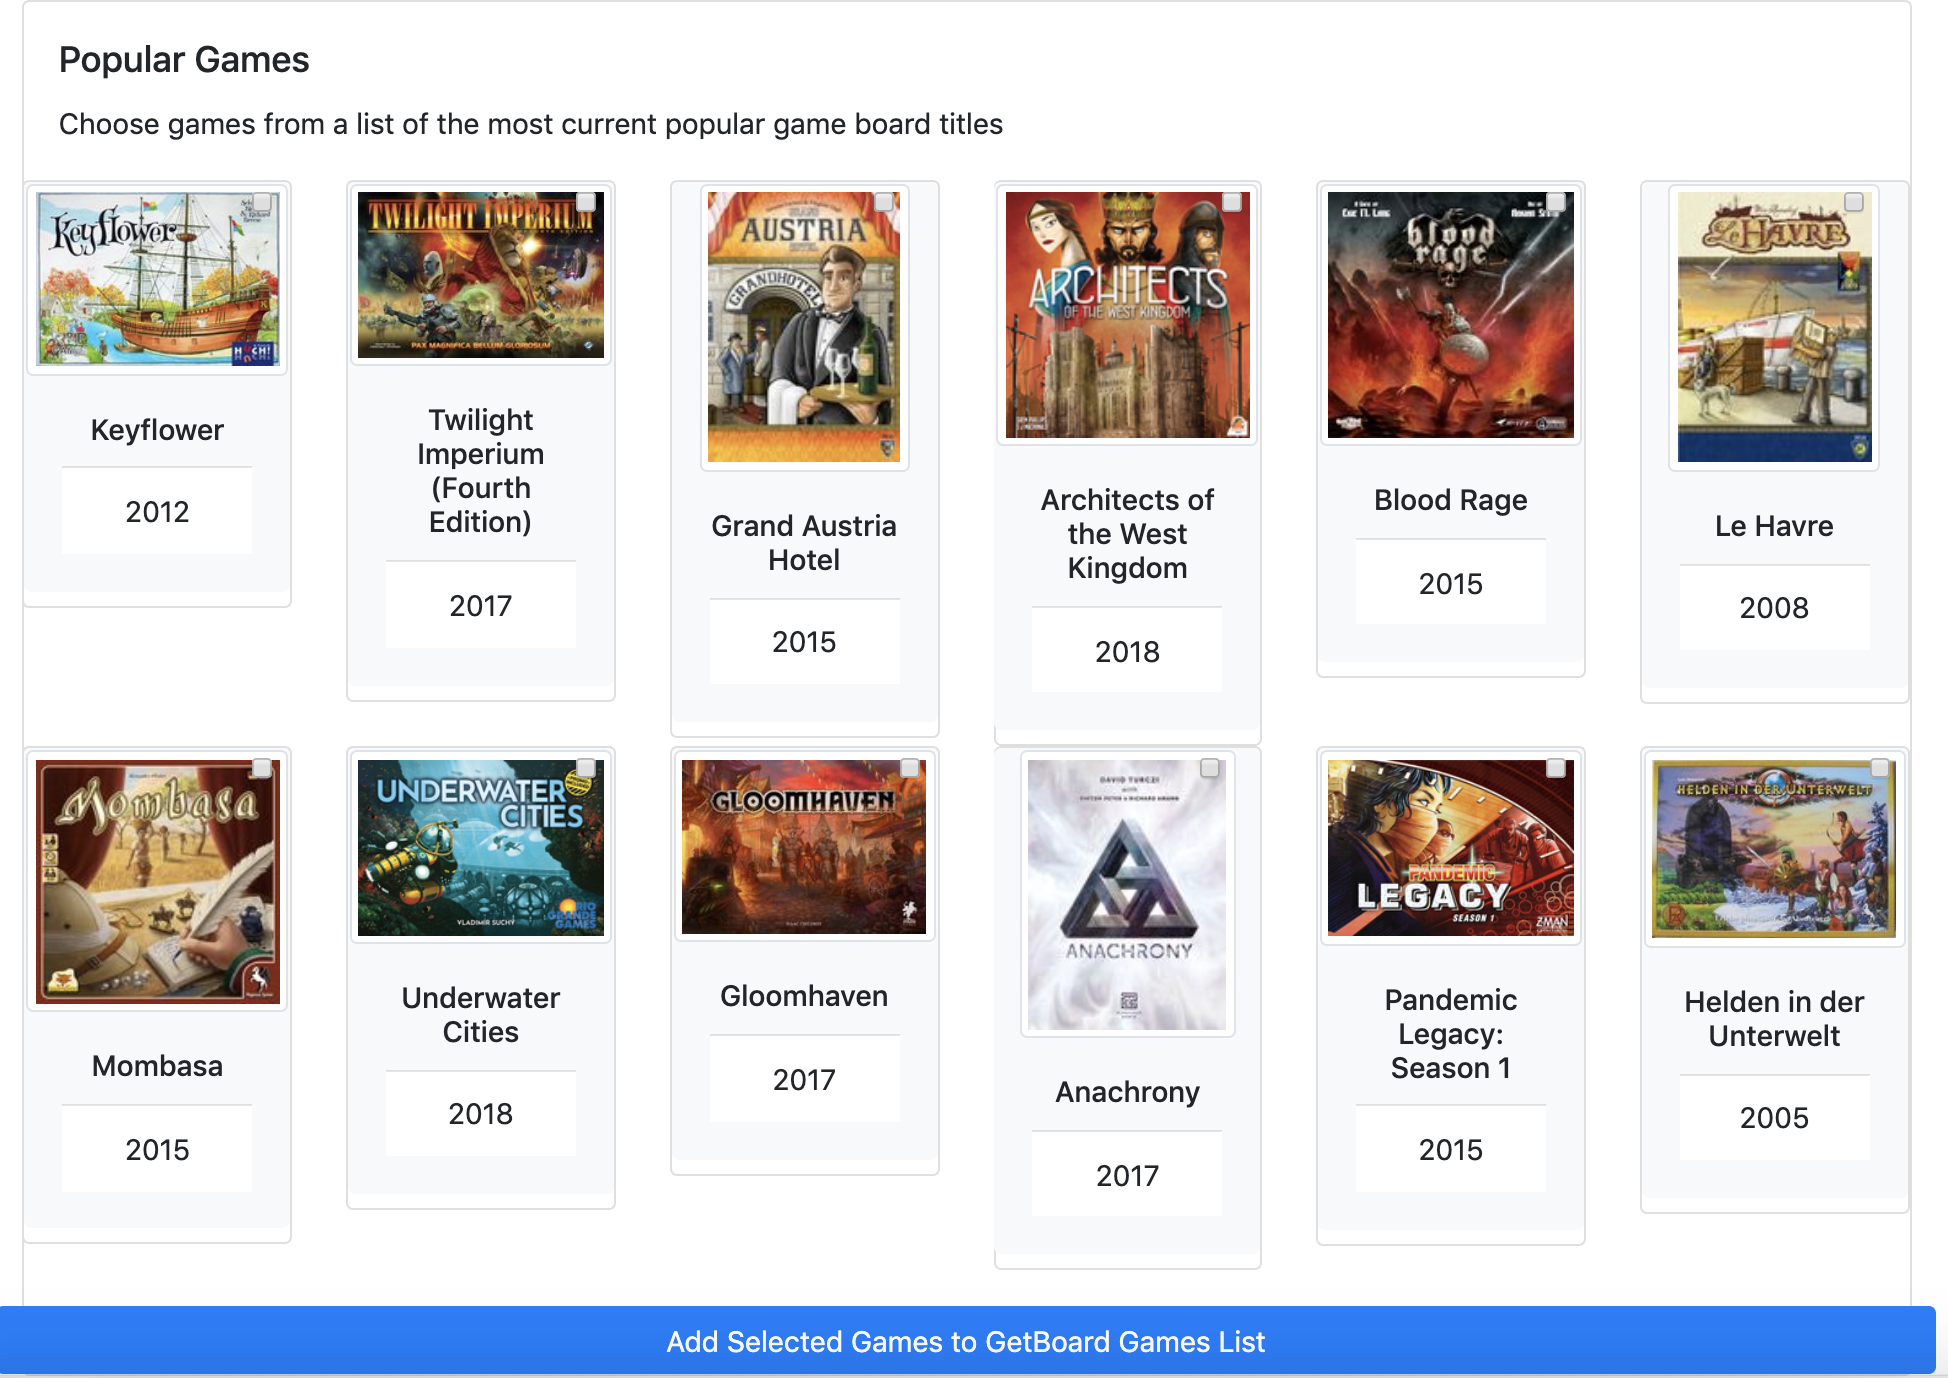 Popular Games
Choose games from a list of the most current popular game board titles
Keyflower
HUCH!
Keyflower
2012
TWILIGHT IMPERIUM
PAX MAGNIFICA BELLUM GLORIOSUM
Twilight
Imperium
(Fourth
Edition)
2017
GRAND
AUSTRIA
HOTEL
GRANDHOTEL
Grand Austria
Hotel
2015
ARCHITECTS
OF THE WEST KINGDOM
Architects of
the West
Kingdom
2018
blood
rage
Blood Rage
2015
LE HAVRE
Le Havre
2008
Mombasa
Mombasa
2015
UNDERWATER
CITIES
VLADIMIR SUCHY
RIO
GRANDE
GAMES
Underwater
Cities
2018
GLOOMHAVEN
Gloomhaven
2017
DAVID TURCZI
ANACHRONY
Anachrony
2017
PANDEMIC
LEGACY
SEASON 1
ZMAN
Pandemic
Legacy:
Season 1
2015
HELDEN IN DER UNTERWELT
Helden in der
Unterwelt
2005
Add Selected Games to GetBoard Games List